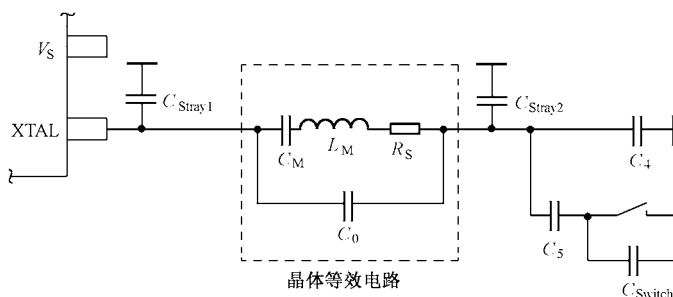 V_S
XTAL
C_Stray1
C_M
L_M
R_S
C_0
晶体等效电路
C_Stray2
C_4
C_5
C_Switch